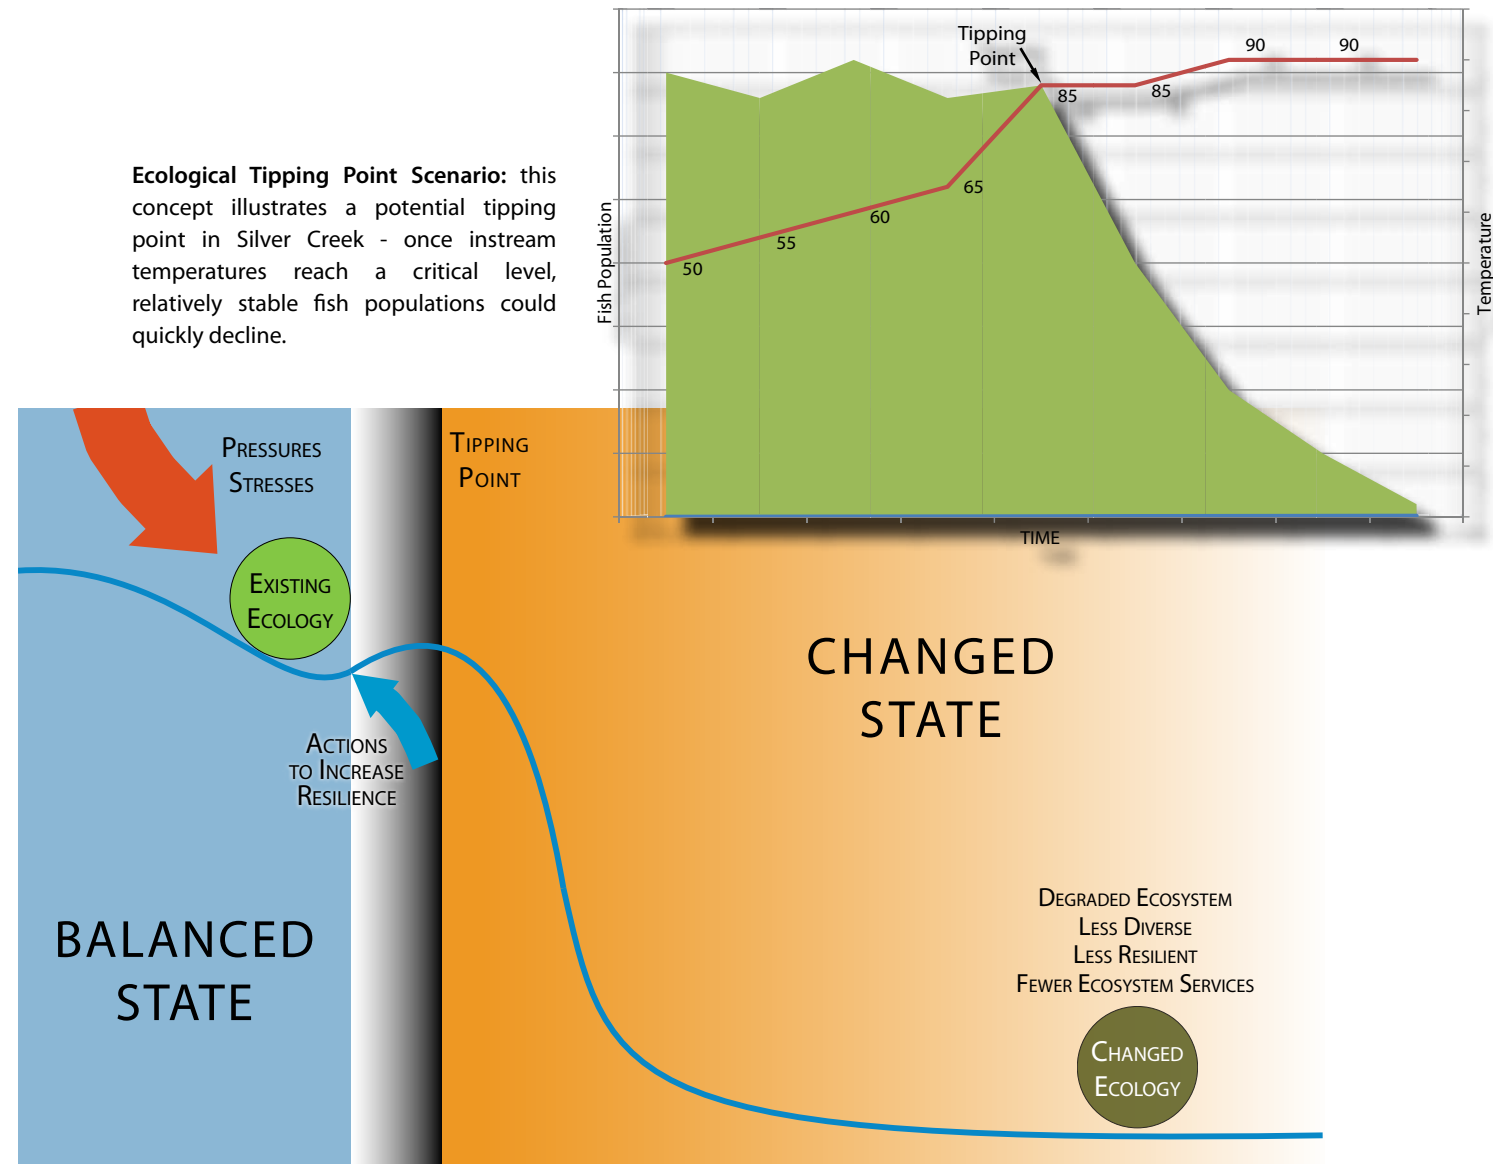 Ecological Tipping Point Scenario: this
concept illustrates a potential tipping
point in Silver Creek - once instream
temperatures reach a critical level,
relatively stable fish populations could
quickly decline.
Fish Population
Tipping
Point
50
55
60
65
85
85
90
90
Temperature
TIME
PRESSURES
STRESSES
TIPPING
POINT
EXISTING
ECOLOGY
ACTIONS
TO INCREASE
RESILIENCE
BALANCED
STATE
CHANGED
STATE
DEGRADED ECOSYSTEM
LESS DIVERSE
LESS RESILIENT
FEWER ECOSYSTEM SERVICES
CHANGED
ECOLOGY